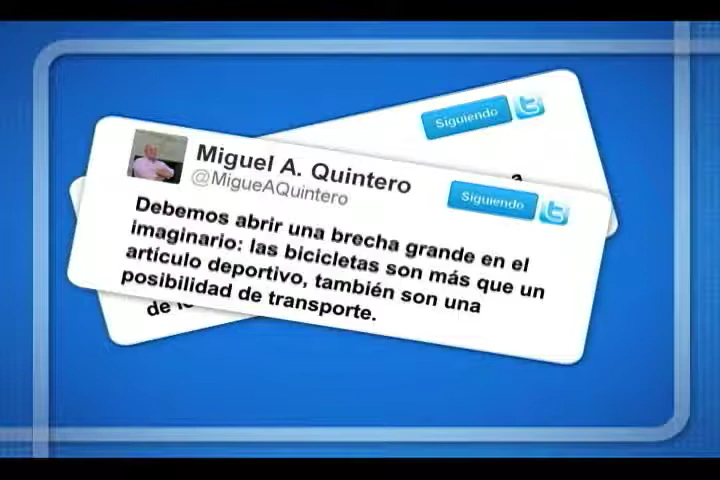 Siguiendo
Miguel A. Quintero
@MigueAQuintero
Siguiendo
Debemos abrir una brecha grande en el
imaginario: las bicicletas son más que un
artículo deportivo, también son una
posibilidad de transporte.
de